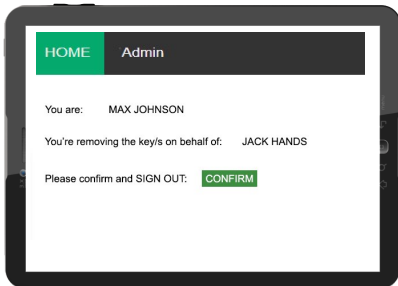 HOME Admin
You are: MAX JOHNSON
You're removing the key/s on behalf of: JACK HANDS
Please confirm and SIGN OUT: CONFIRM